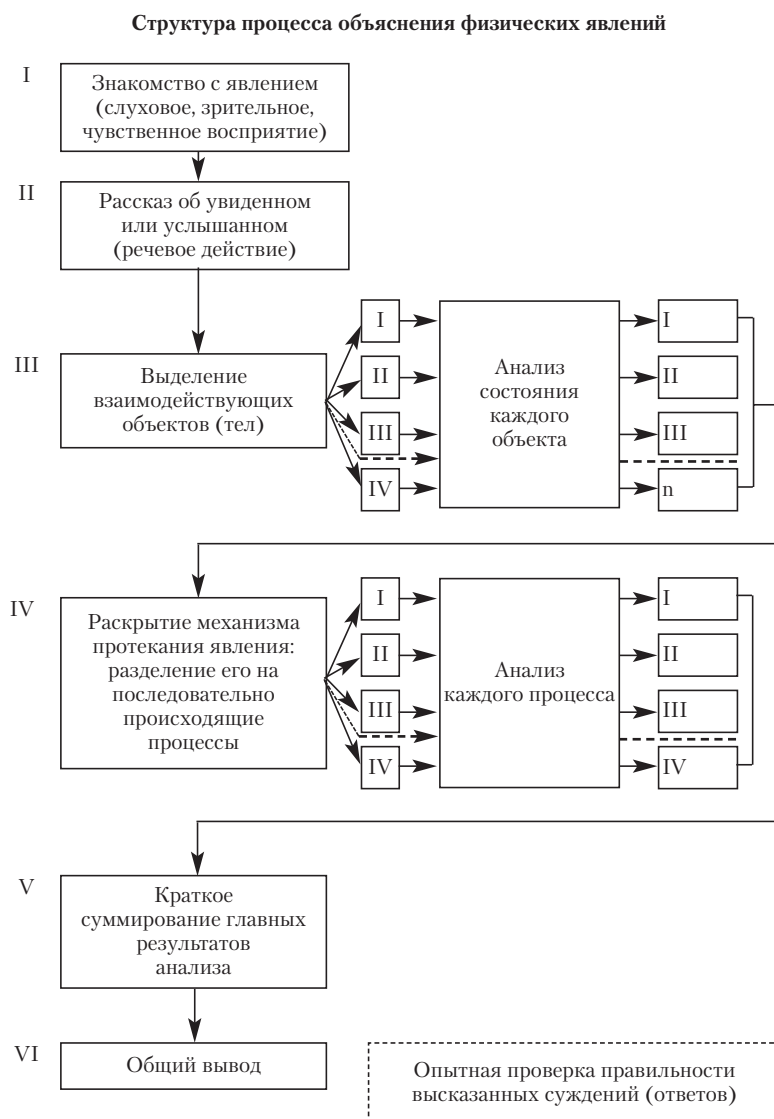 Структура процесса объяснения физических явлений
I
Знакомство с явлением
(слуховое, зрительное,
чувственное восприятие)
II
Рассказ об увиденном
или услышанном
(речевое действие)
III
Выделение
взаимодействующих
объектов (тел)
I
II
III
IV
Анализ
состояния
каждого
объекта
I
II
III
n
IV
Раскрытие механизма
протекания явления:
разделение его на
последовательно
происходящие
процессы
I
II
III
IV
Анализ
каждого процесса
I
II
III
IV
V
Краткое
суммирование главных
результатов
анализа
VI
Общий вывод
Опытная проверка правильности
высказанных суждений (ответов)